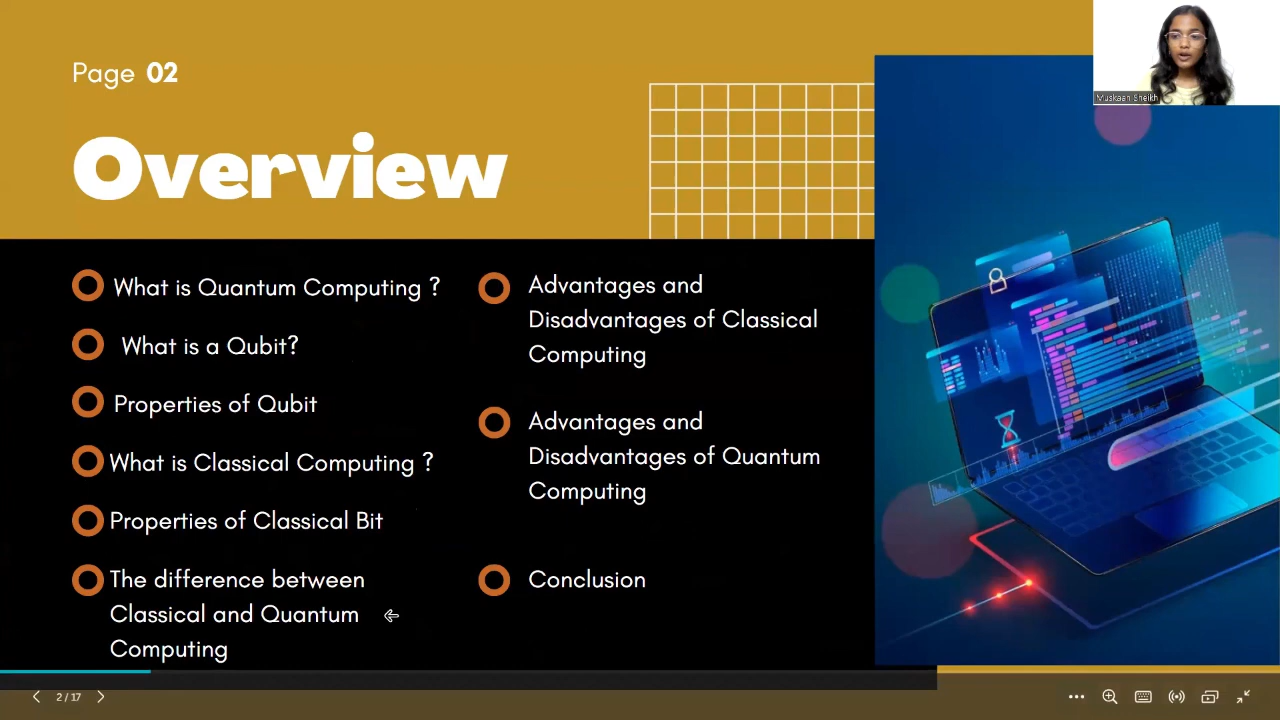 Page 02
Overview
Muskaan Sheikh
What is Quantum Computing ?
What is a Qubit?
Properties of Qubit
What is Classical Computing ?
Properties of Classical Bit
The difference between
Classical and Quantum
Computing
Advantages and
Disadvantages of Classical
Computing
Advantages and
Disadvantages of Quantum
Computing
Conclusion
2 / 17